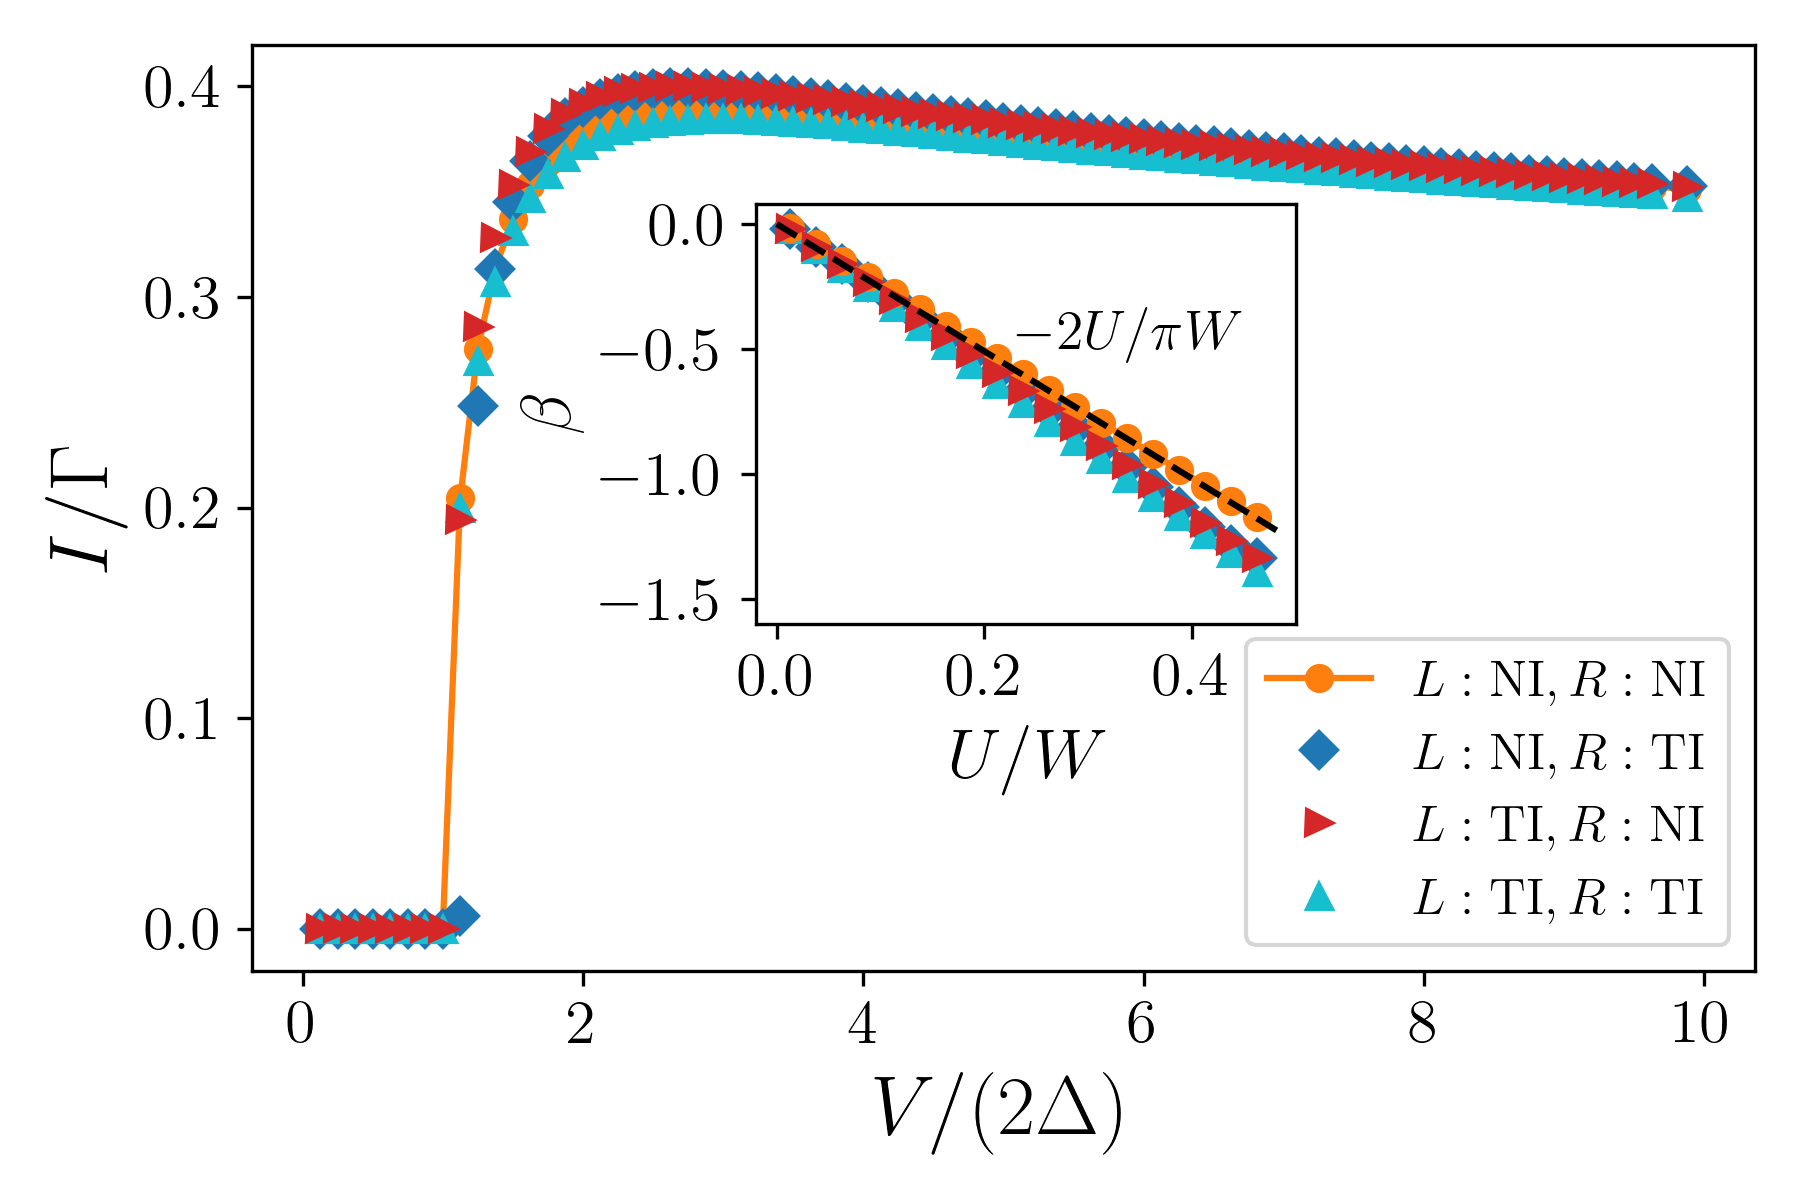 I/Γ
0.4
0.3
0.2
0.1
0.0
0 2 4 6 8 10
V/(2Δ)
β
0.0
−0.5
−1.0
−1.5
0.0 0.2 0.4
U/W
−2U/πW
L : NI, R : NI
L : NI, R : TI
L : TI, R : NI
L : TI, R : TI